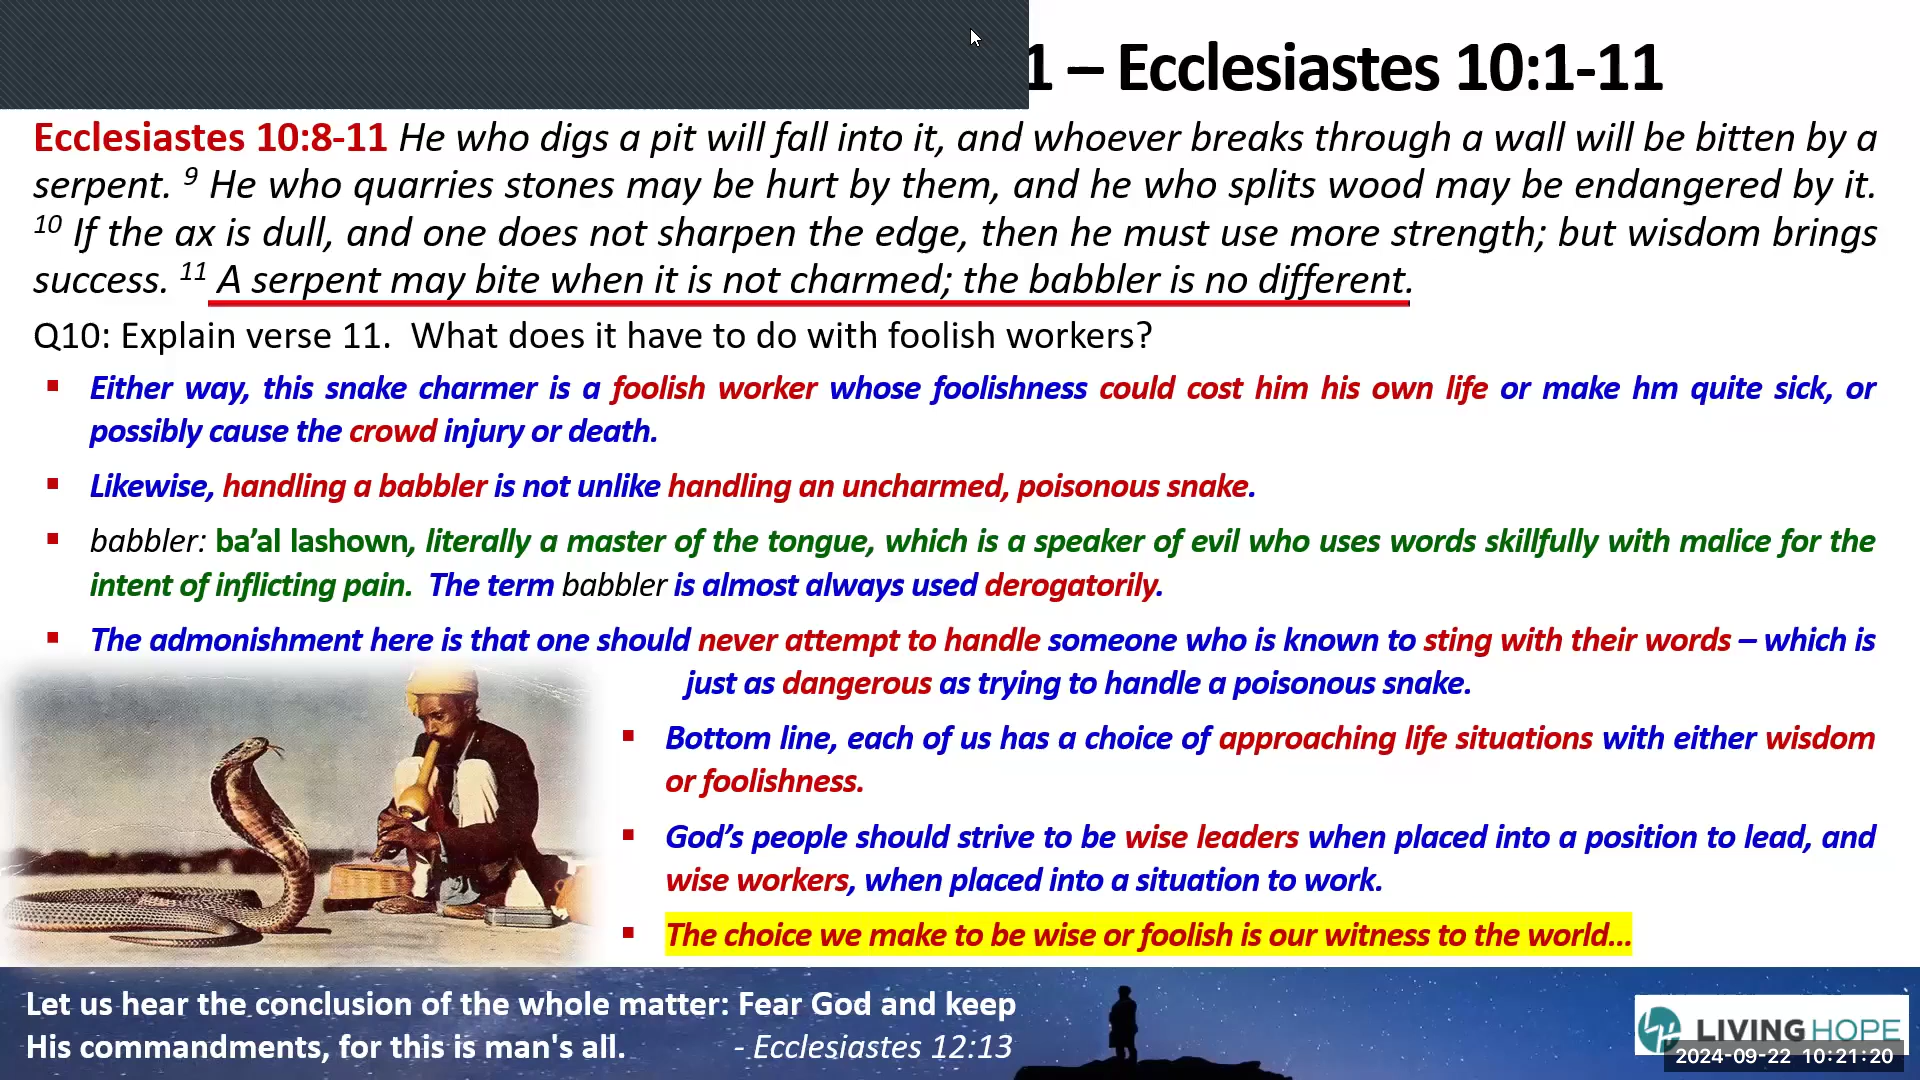 1 – Ecclesiastes 10:1-11
Ecclesiastes 10:8-11 He who digs a pit will fall into it, and whoever breaks through a wall will be bitten by a
serpent. 9 He who quarries stones may be hurt by them, and he who splits wood may be endangered by it.
10 If the ax is dull, and one does not sharpen the edge, then he must use more strength; but wisdom brings
success. 11 A serpent may bite when it is not charmed; the babbler is no different.
Q10: Explain verse 11. What does it have to do with foolish workers?
▪ Either way, this snake charmer is a foolish worker whose foolishness could cost him his own life or make hm quite sick, or
possibly cause the crowd injury or death.
▪ Likewise, handling a babbler is not unlike handling an uncharmed, poisonous snake.
▪ babbler: ba’al lashown, literally a master of the tongue, which is a speaker of evil who uses words skillfully with malice for the
intent of inflicting pain. The term babbler is almost always used derogatorily.
▪ The admonishment here is that one should never attempt to handle someone who is known to sting with their words – which is
just as dangerous as trying to handle a poisonous snake.
▪ Bottom line, each of us has a choice of approaching life situations with either wisdom
or foolishness.
▪ God’s people should strive to be wise leaders when placed into a position to lead, and
wise workers, when placed into a situation to work.
▪ The choice we make to be wise or foolish is our witness to the world…
Let us hear the conclusion of the whole matter: Fear God and keep
His commandments, for this is man's all. - Ecclesiastes 12:13
LIVING HOPE
2024-09-22 10:21:20